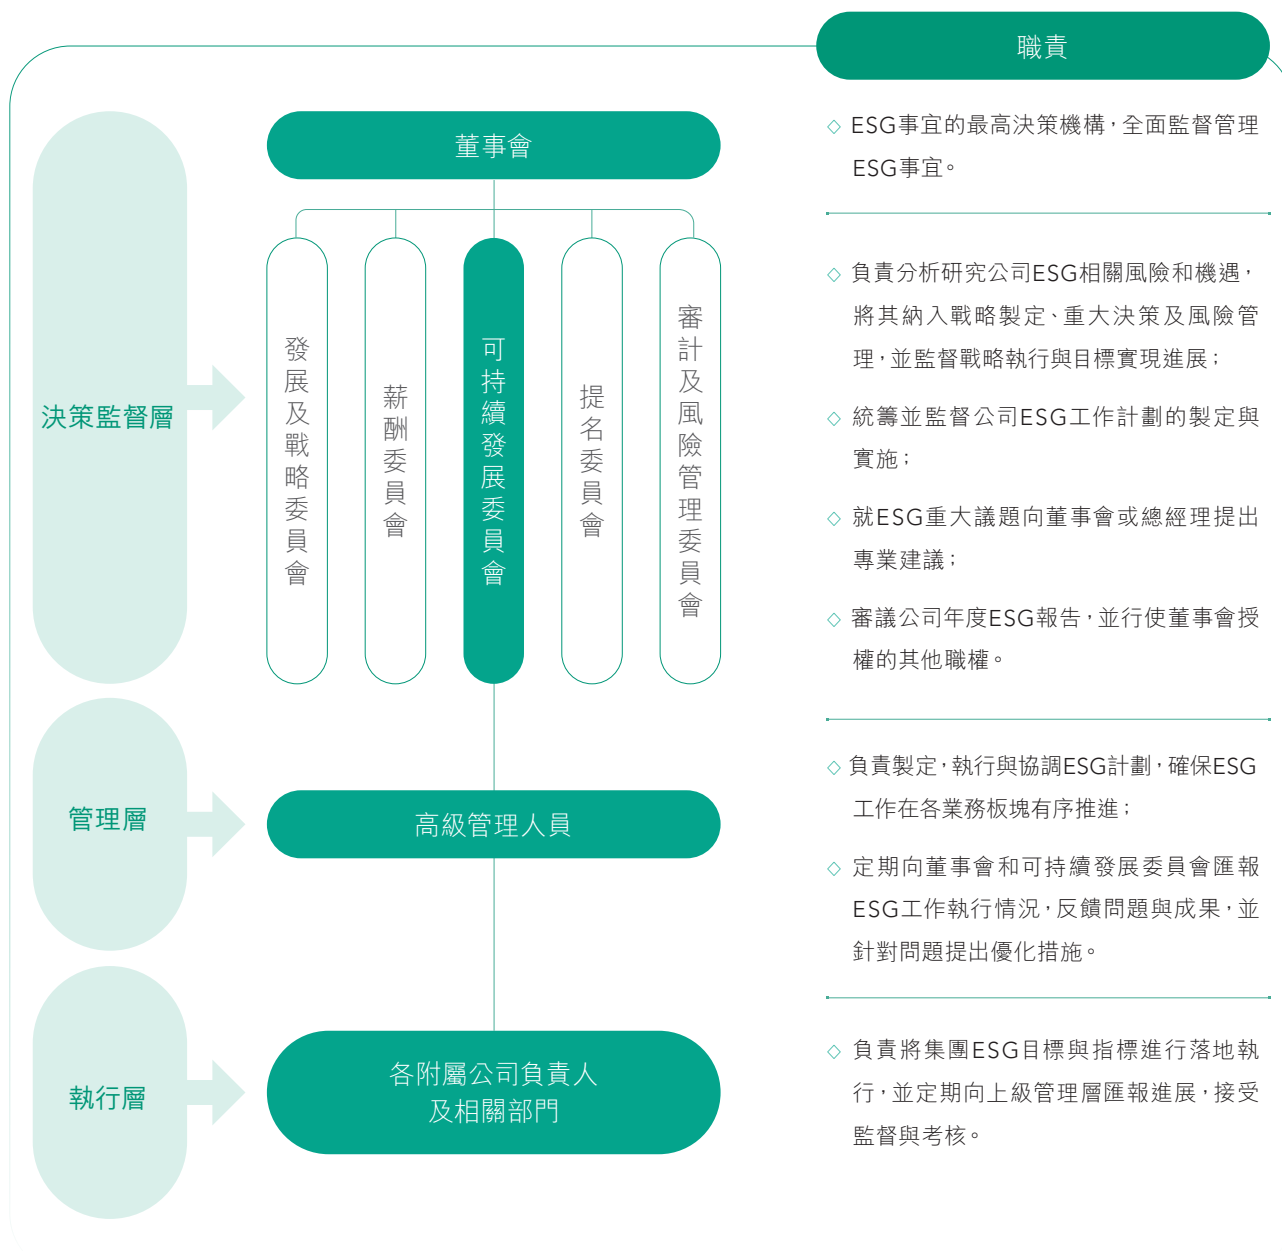 職責
決策監督層
董事會
發展及戰略委員會
薪酬委員會
可持續發展委員會
提名委員會
審計及風險管理委員會
◇ ESG事宜的最高決策機構，全面監督管理
ESG事宜。
◇ 負責分析研究公司ESG相關風險和機遇，
將其納入戰略製定、重大決策及風險管
理，並監督戰略執行與目標實現進展；
◇ 統籌並監督公司ESG工作計劃的製定與
實施；
◇ 就ESG重大議題向董事會或總經理提出
專業建議；
◇ 審議公司年度ESG報告，並行使董事會授
權的其他職權。
管理層
高級管理人員
◇ 負責製定，執行與協調ESG計劃，確保ESG
工作在各業務板塊有序推進；
◇ 定期向董事會和可持續發展委員會匯報
ESG工作執行情況，反饋問題與成果，並
針對問題提出優化措施。
執行層
各附屬公司負責人
及相關部門
◇ 負責將集團ESG目標與指標進行落地執
行，並定期向上級管理層匯報進展，接受
監督與考核。